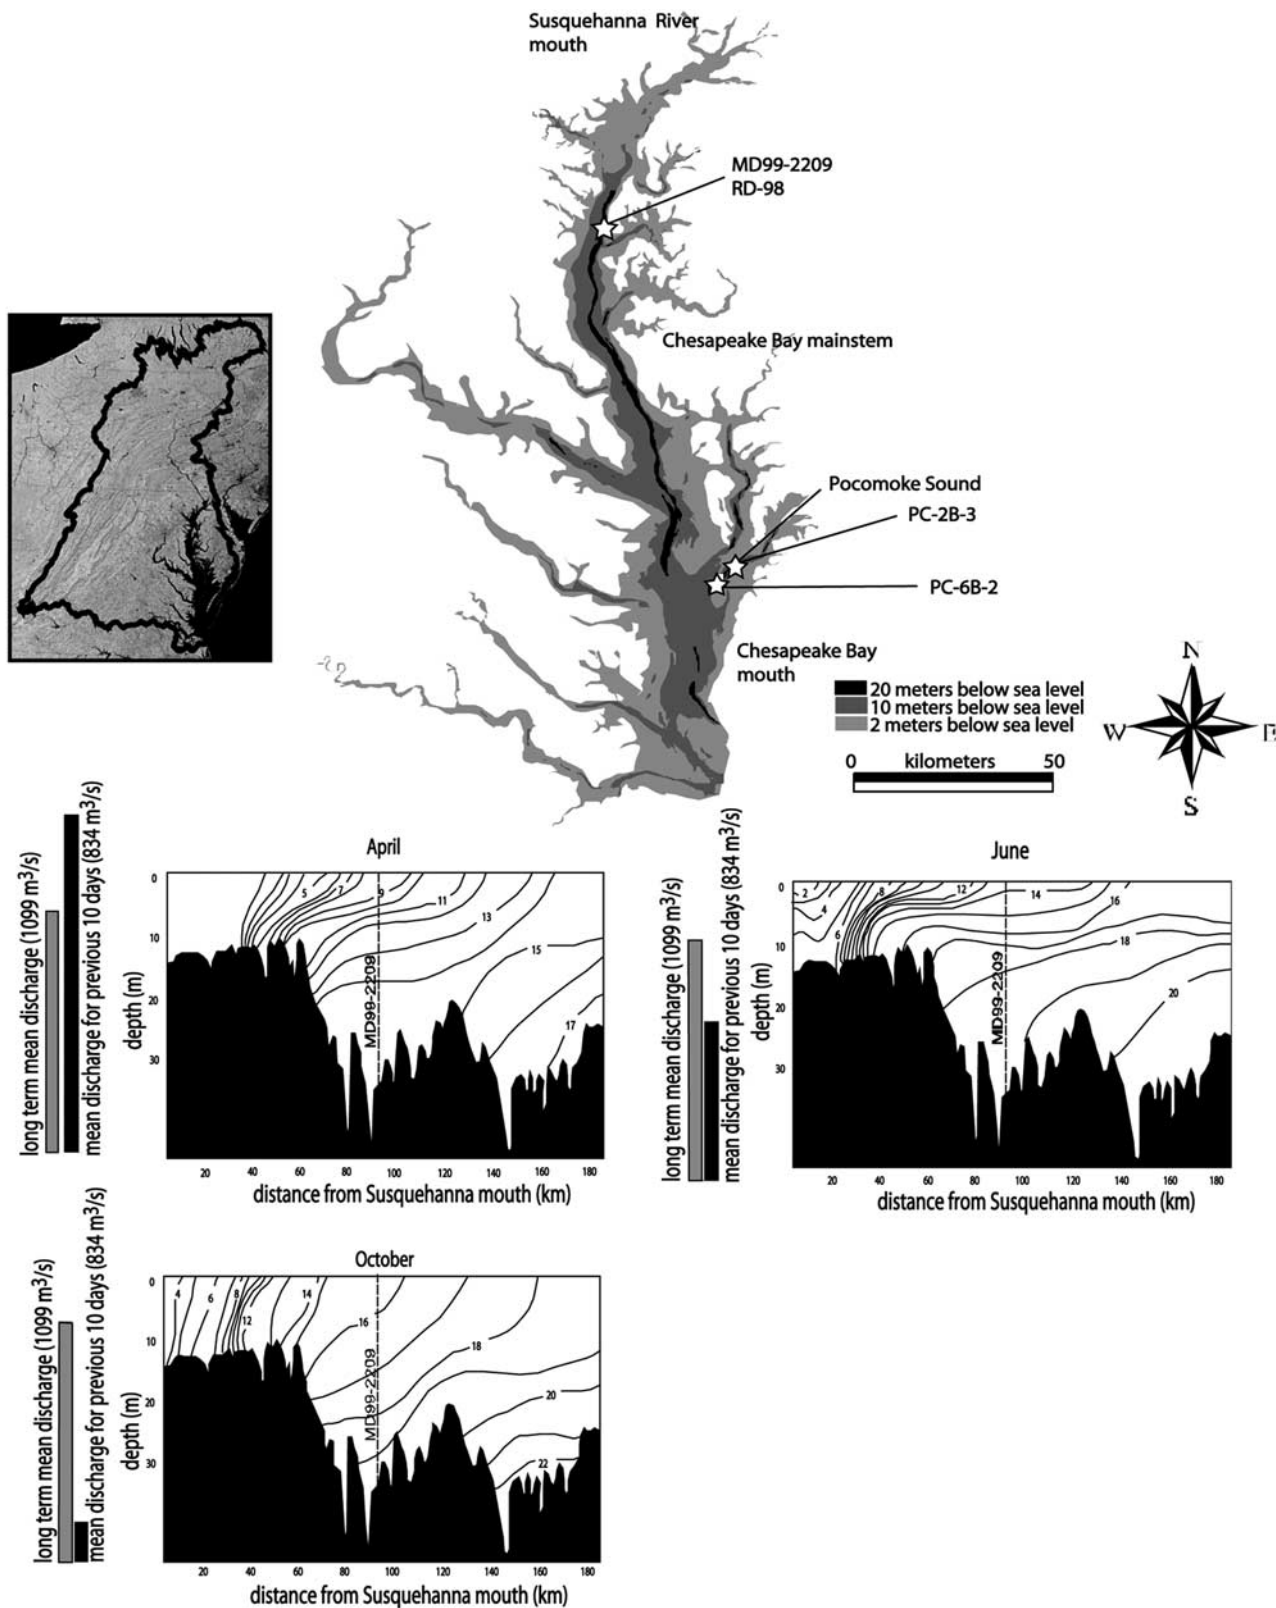 Susquehanna River
mouth
MD99-2209
RD-98
Chesapeake Bay mainstem
Pocomoke Sound
PC-2B-3
PC-6B-2
Chesapeake Bay
mouth
20 meters below sea level
10 meters below sea level
2 meters below sea level
0 kilometers 50
N
W E
S
long term mean discharge (1099 m³/s)
mean discharge for previous 10 days (834 m³/s)
April
depth (m)
0
10
20
30
5 7 9 11 13 15 17
MD99-2209
20 40 60 80 100 120 140 160 180
distance from Susquehanna mouth (km)
long term mean discharge (1099 m³/s)
mean discharge for previous 10 days (834 m³/s)
June
depth (m)
0
10
20
30
2 4 6 8 12 14 16 18 20
MD99-2209
20 40 60 80 100 120 140 160 180
distance from Susquehanna mouth (km)
long term mean discharge (1099 m³/s)
mean discharge for previous 10 days (834 m³/s)
October
depth (m)
0
10
20
30
4 6 8 12 14 16 18 20 22
MD99-2209
20 40 60 80 100 120 140 160 180
distance from Susquehanna mouth (km)